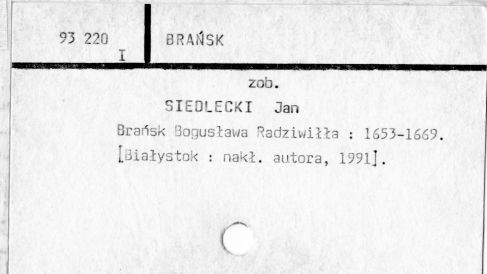 93 220
I
BRAŃSK
zob.
SIEDLECKI Jan
Brańsk Bogusława Radziwiłła : 1653-1669.
[Białystok : nakł. autora, 1991].